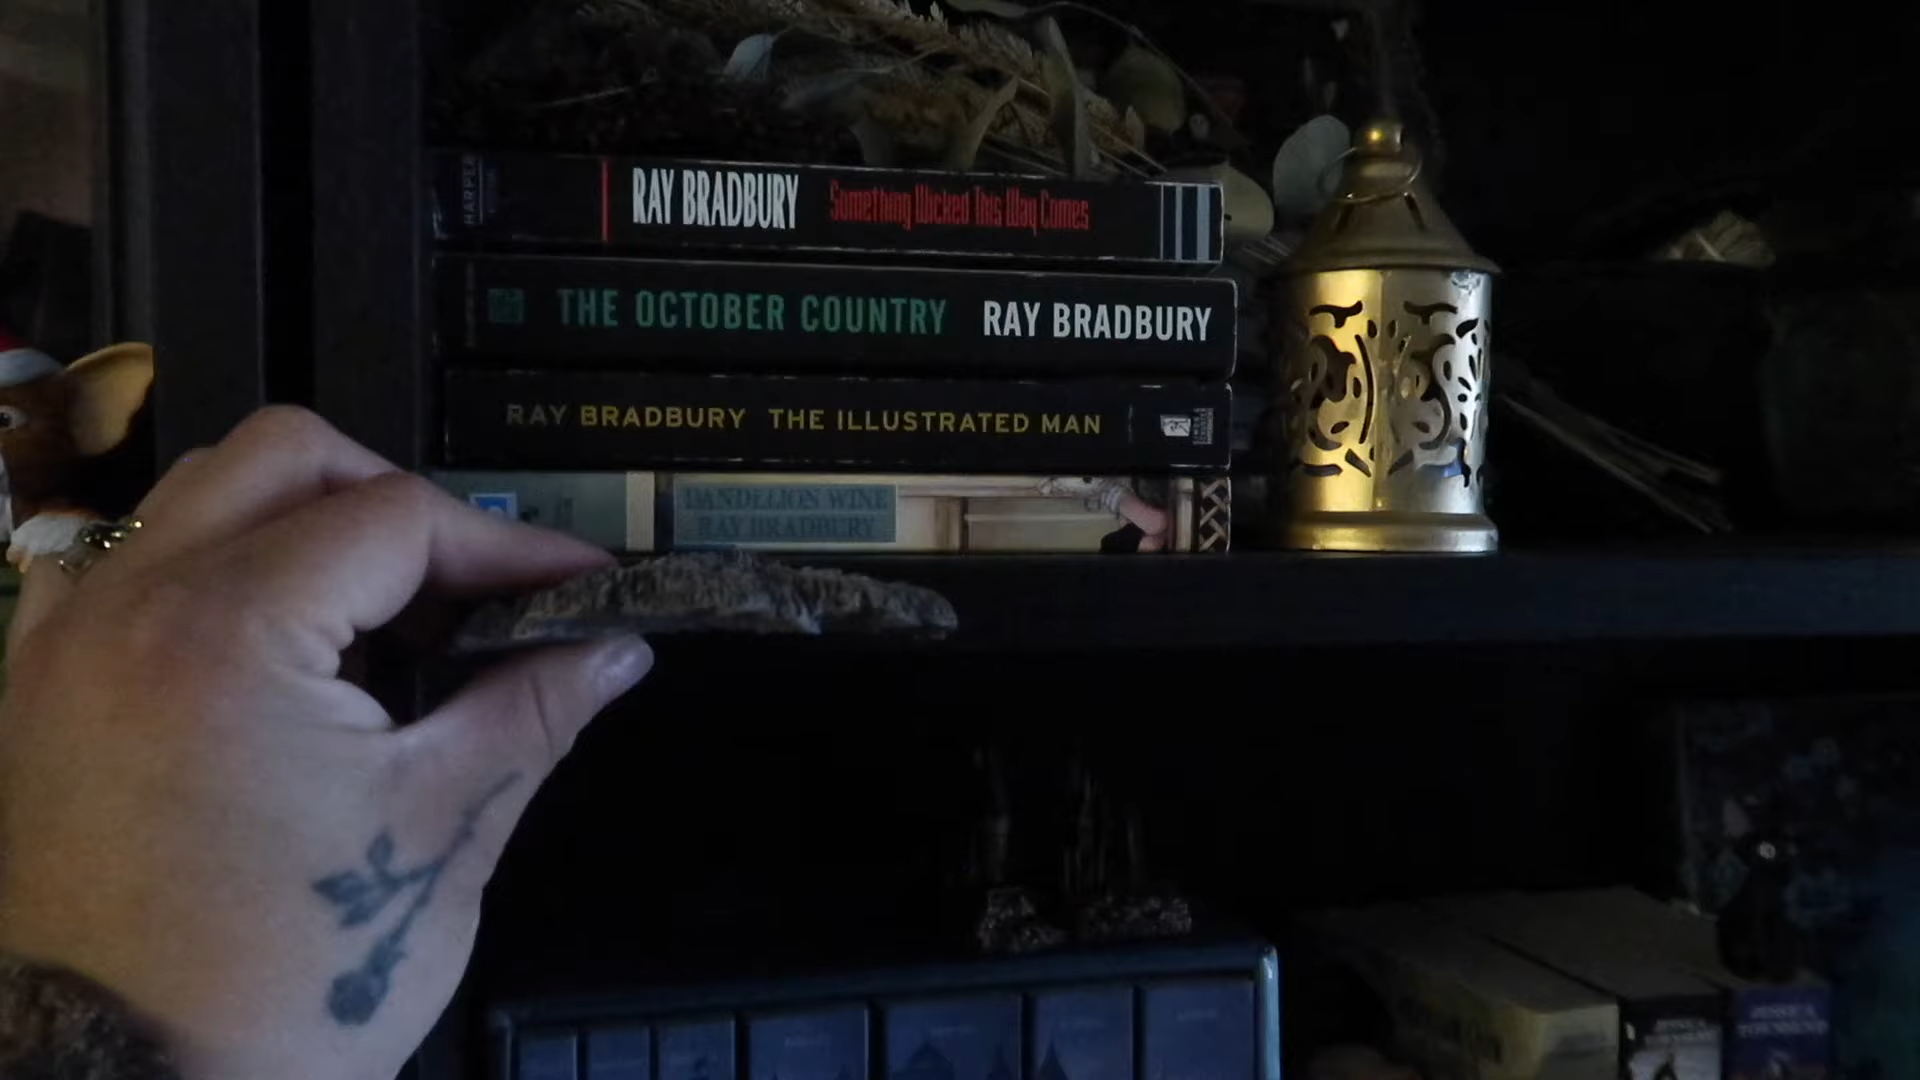 HARPER
RAY BRADBURY Something Wicked This Way Comes
THE OCTOBER COUNTRY RAY BRADBURY
RAY BRADBURY THE ILLUSTRATED MAN
DANDELION WINE
RAY BRADBURY
TOWNSEND